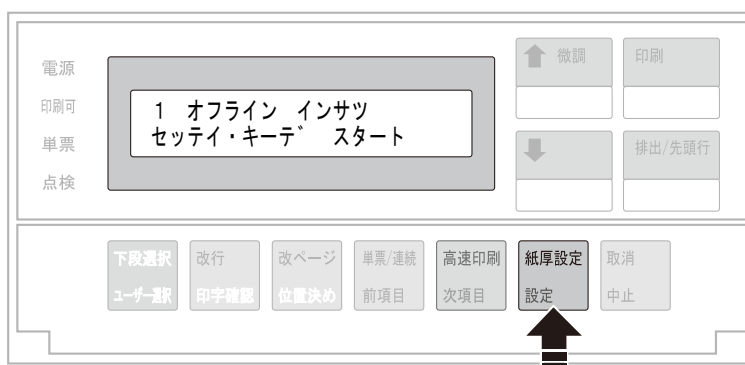 電源
印刷可
単票
点検
1 オフライン インサツ
セッテイ・キーデ スタート
微調
印刷
排出/先頭行
下段選択 改行 改ページ 単票/連続 高速印刷 紙厚設定 取消
ユーザー選択 印字確認 位置決め 前項目 次項目 設定 中止